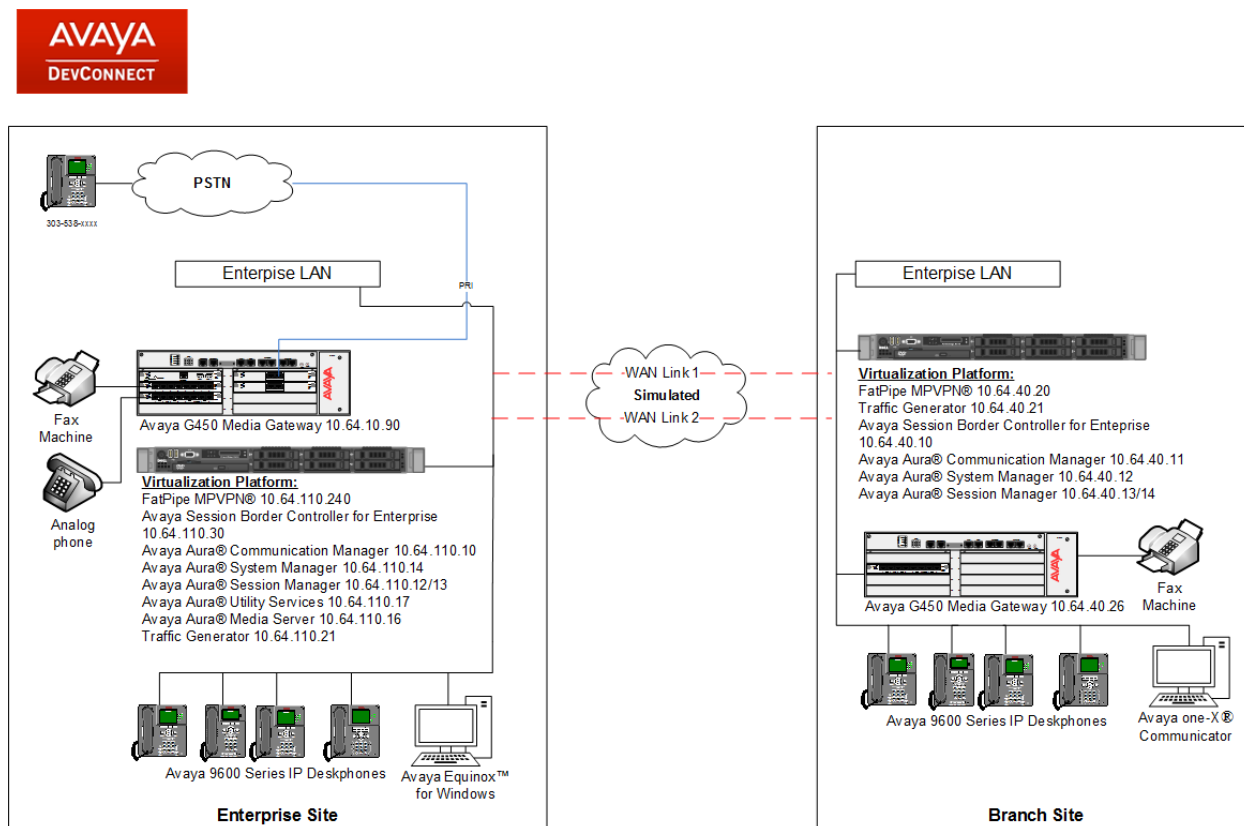 AVAYA
DEVCONNECT
PSTN
303-538-xxxx
Enterpise LAN
PRI
AVAYA
Fax
Machine
Avaya G450 Media Gateway 10.64.10.90
Analog
phone
Virtualization Platform:
FatPipe MPVPN® 10.64.110.240
Avaya Session Border Controller for Enterprise
10.64.110.30
Avaya Aura® Communication Manager 10.64.110.10
Avaya Aura® System Manager 10.64.110.14
Avaya Aura® Session Manager 10.64.110.12/13
Avaya Aura® Utility Services 10.64.110.17
Avaya Aura® Media Server 10.64.110.16
Traffic Generator 10.64.110.21
Avaya 9600 Series IP Deskphones
Avaya Equinox™
for Windows
Enterprise Site
WAN Link 1
Simulated
WAN Link 2
Enterpise LAN
Virtualization Platform:
FatPipe MPVPN® 10.64.40.20
Traffic Generator 10.64.40.21
Avaya Session Border Controller for Enteprise
10.64.40.10
Avaya Aura® Communication Manager 10.64.40.11
Avaya Aura® System Manager 10.64.40.12
Avaya Aura® Session Manager 10.64.40.13/14
AVAYA
Avaya G450 Media Gateway 10.64.40.26
Fax
Machine
Avaya 9600 Series IP Deskphones
Avaya one-X®
Communicator
Branch Site